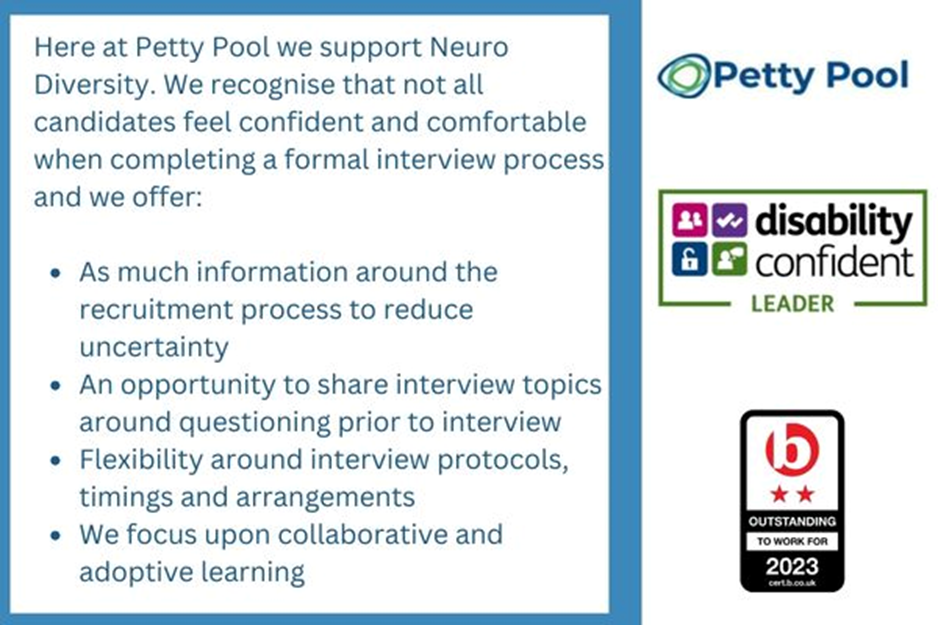 Here at Petty Pool we support Neuro
Diversity. We recognise that not all
candidates feel confident and comfortable
when completing a formal interview process
and we offer:
• As much information around the
recruitment process to reduce
uncertainty
• An opportunity to share interview topics
around questioning prior to interview
• Flexibility around interview protocols,
timings and arrangements
• We focus upon collaborative and
adoptive learning
Petty Pool
disability
confident
LEADER
b
OUTSTANDING
TO WORK FOR
2023
cert.b.co.uk